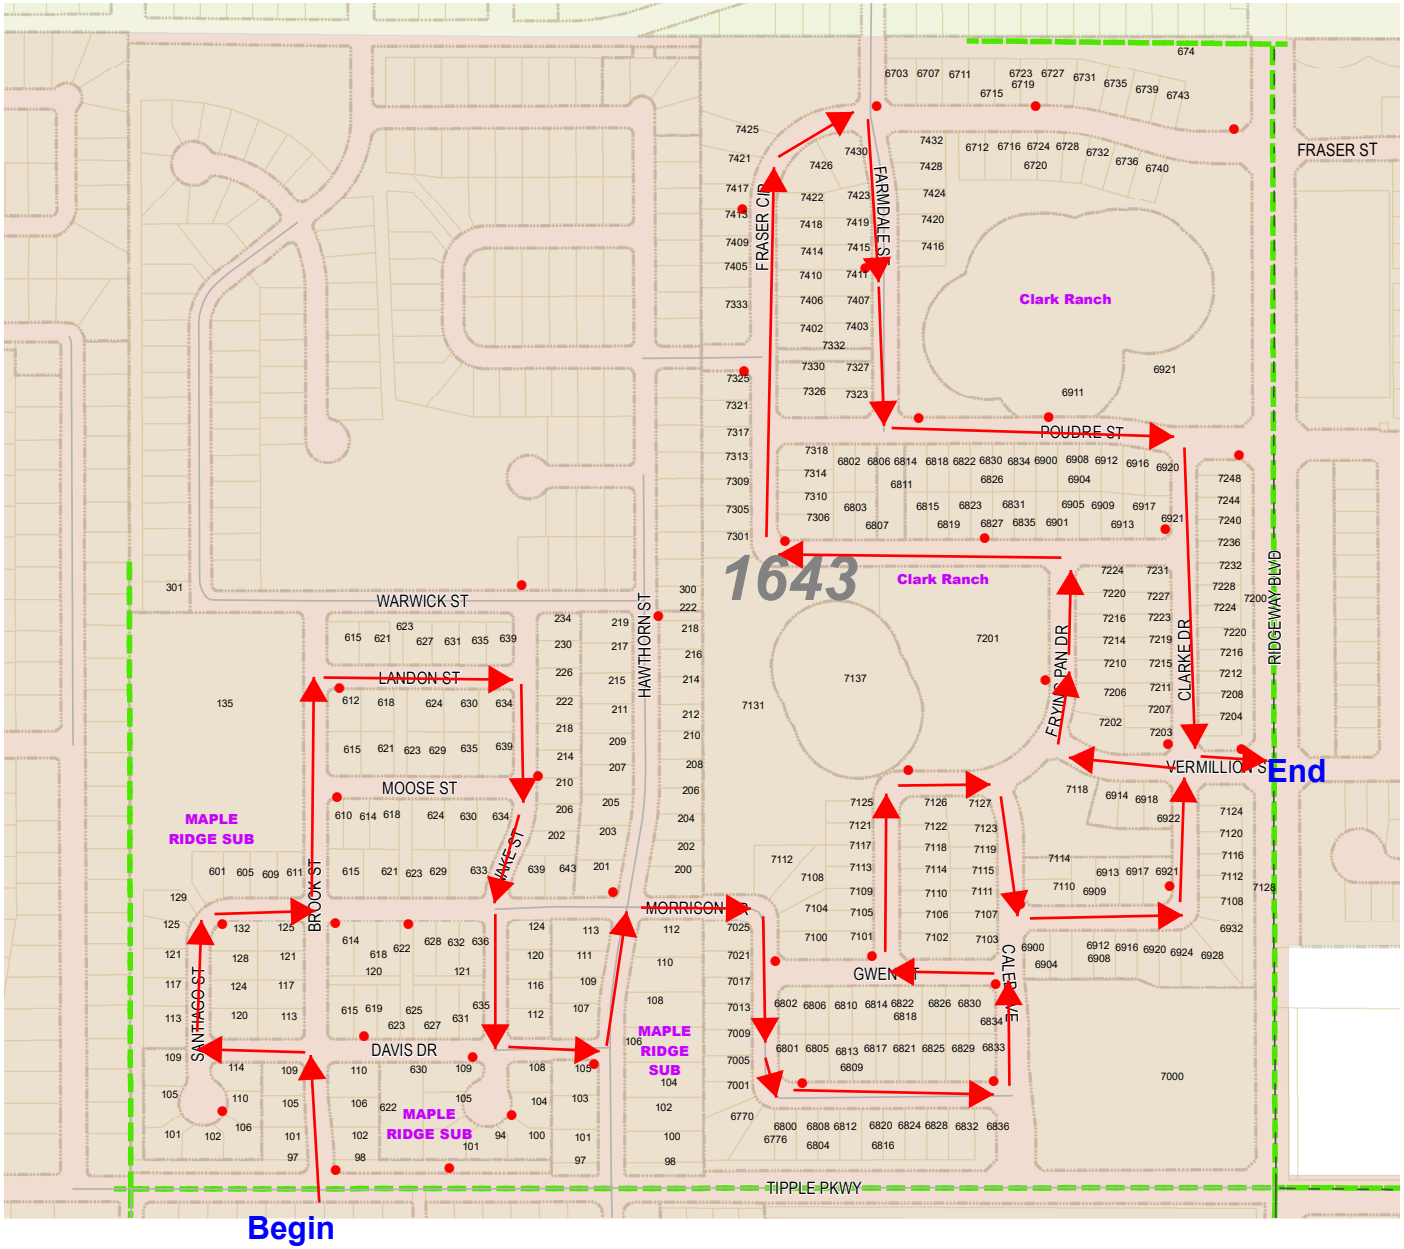 674
6703 6707 6711 6723 6727 6731 6735 6739 6743
6715 6719
FRASER ST
7425
7421
7417
7413
7409
7405
7333
FRASER CIR
7430
7426
7422 7423
7418 7419
7414 7415
7410 7411
7406 7407
7402 7403
7332
7330 7327
7326 7323
FARMDALE ST
7432
7428
7424
7420
7416
6712 6716 6724 6728 6732 6736 6740
6720
Clark Ranch
6921
6911
POUDRE ST
7325
7321
7317
7313
7309
7305
7301
7318
7314
7310
7306
6802 6806 6814 6818 6822 6830 6834 6900 6908 6912 6916 6920
6811 6826 6904
6803 6815 6823 6831 6905 6909 6917
6807 6819 6827 6835 6901 6913 6921
7248
7244
7240
7236
7232
7228 7200
7224
7220
7216
7212
7208
7204
RIDGEWAY BLVD
CLARKE DR
1643
Clark Ranch
7224 7231
7220 7227
7216 7223
7214 7219
7210 7215
7206 7211
7207
7202 7203
7201
FRYING PAN DR
7137
7131
301
WARWICK ST
HAWTHORN ST
300
222
623
615 621 627 631 635 639
234
230
226
222
218
214
210
206
202
219
217
215
211
209
207
205
203
201
218
216
214
212
210
208
206
204
202
200
LANDON ST
612 618 624 630 634
135
615 621 623 629 635 639
MOOSE ST
610 614 618 624 630 634
MAPLE
RIDGE SUB
601 605 609 611
615 621 623 629 633 639 643
BROOK ST
WAKE ST
VERMILLION ST
End
7118 6914 6918
6922
7124
7120
7116
7112 7128
7108
6932
7125 7126 7127
7121 7122 7123
7117 7118 7119
7113 7114 7115
7109 7110 7111
7105 7106 7107
7101 7102 7103
7112
7108
7104
7100
7114
7110 6909 6913 6917 6921
MORRISON DR
129
125
121
117
113
109
132 125
128 121
124 117
120 113
SANTIAGO ST
614 628 632 636
618 622
120 121
615 619 625 635
623 627 631
124 113
120 111
116 109
112 107
112
110
108
106
104
102
100
98
7025
7021
7017
7013
7009
7005
7001
GWEN ST
CALEB AVE
6900 6912 6916 6920 6924 6928
6904 6908
6802 6806 6810 6814 6822 6826 6830
6818 6834
6801 6805 6813 6817 6821 6825 6829 6833
6809
7000
DAVIS DR
MAPLE
RIDGE
SUB
114 109 110 630 109 108 105
105 110 105 106 622 105 104 103
106
101 102 101 102 94 100 101
101
97 98 97
MAPLE
RIDGE SUB
6770
6776 6800 6808 6812 6820 6824 6828 6832 6836
6804 6816
TIPPLE PKWY
Begin